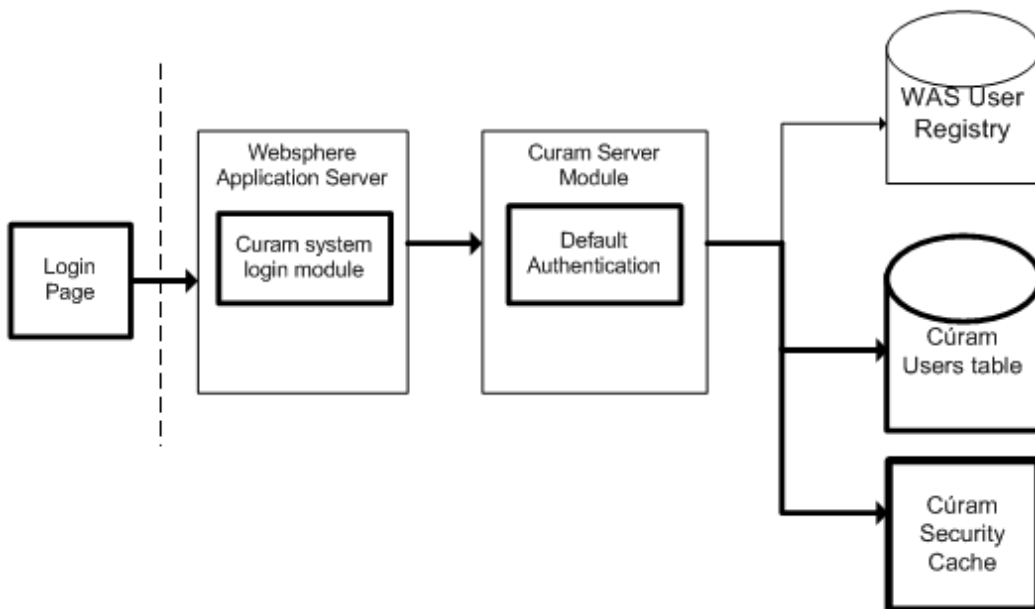 Login
Page
Websphere
Application Server
Curam system
login module
Curam Server
Module
Default
Authentication
WAS User
Registry
Cúram
Users table
Cúram
Security
Cache